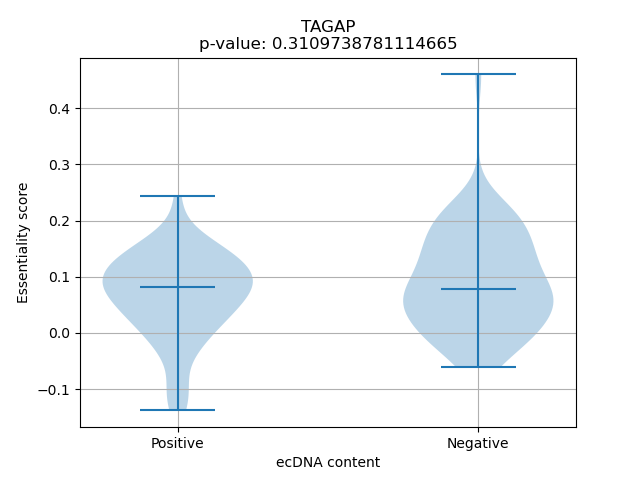 TAGAP
p-value: 0.3109738781114665
Essentiality score
0.4
0.3
0.2
0.1
0.0
−0.1
Positive
Negative
ecDNA content